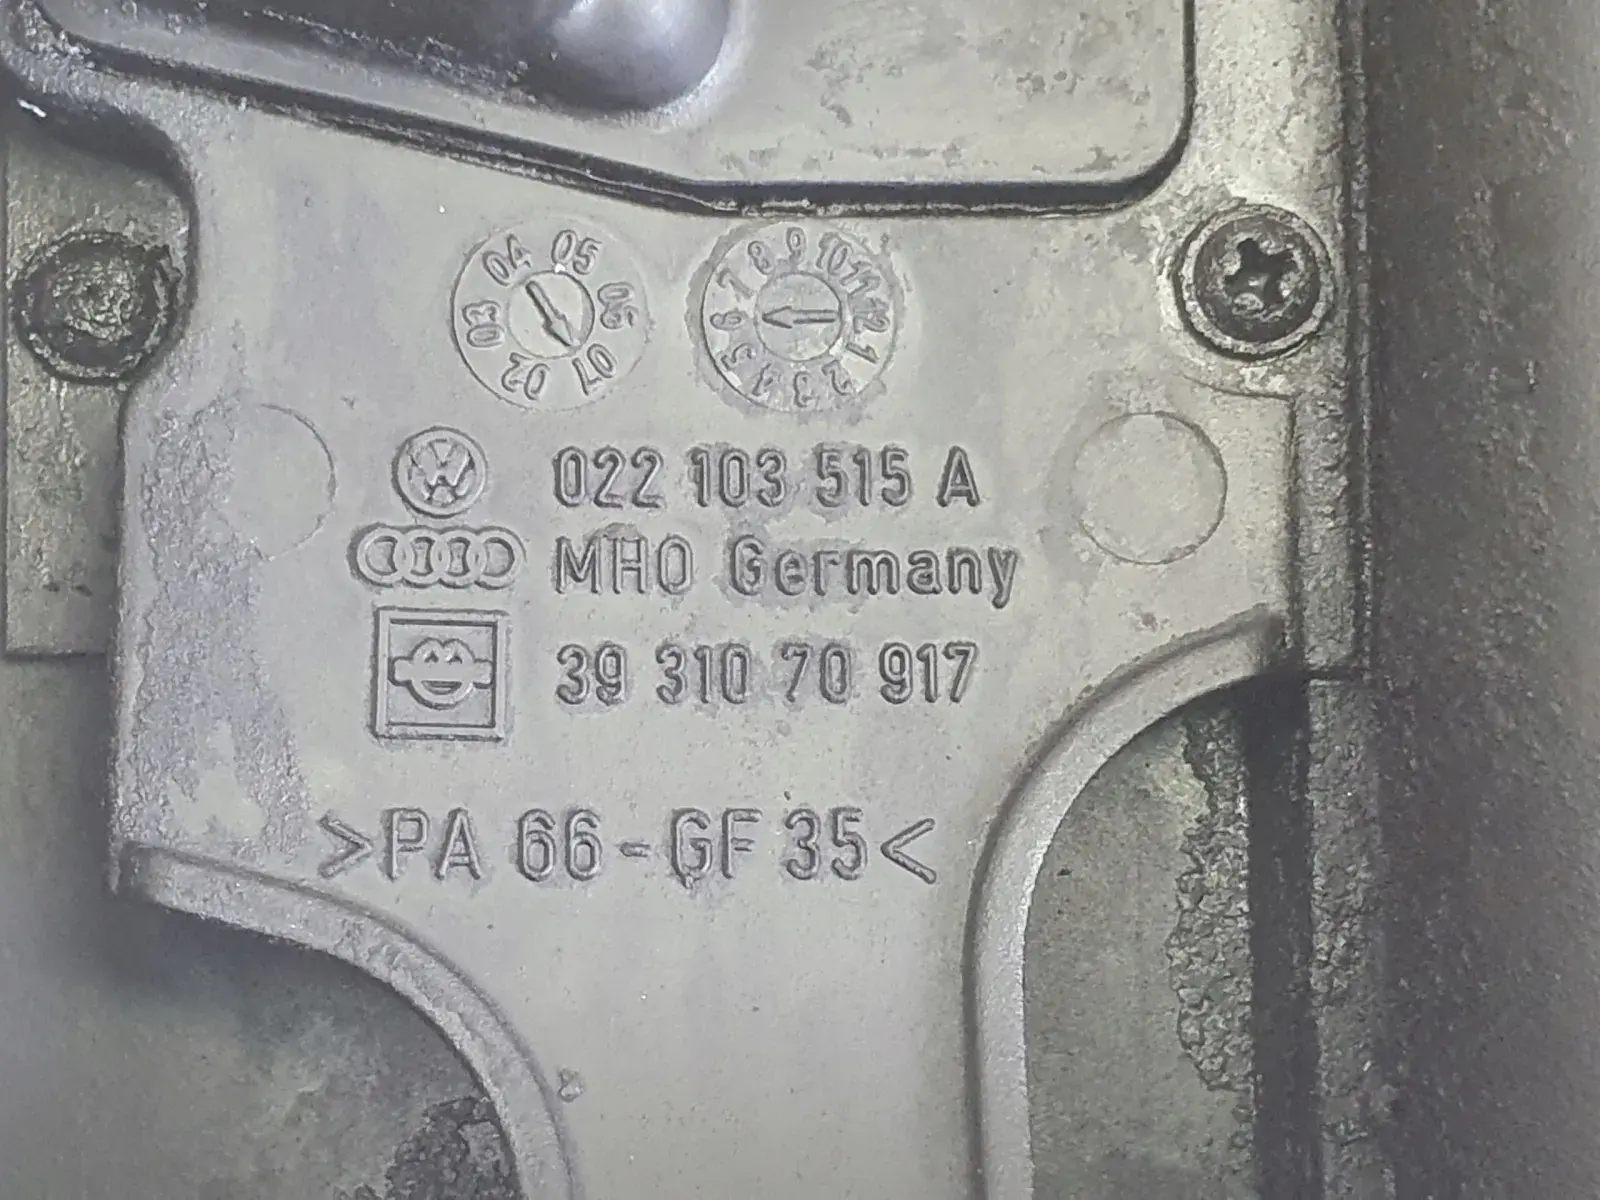 04 05 06 07 02 03
9 10 11 12 1 2 3 4 5 6 7 8
022 103 515 A
MHO Germany
39 310 70 917
>PA 66-GF 35<